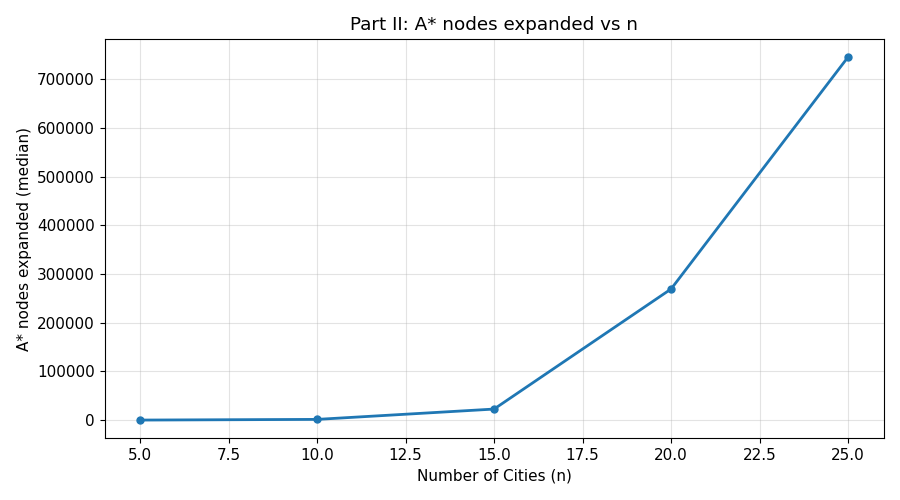 Part II: A* nodes expanded vs n
A* nodes expanded (median)
700000
600000
500000
400000
300000
200000
100000
0
5.0 7.5 10.0 12.5 15.0 17.5 20.0 22.5 25.0
Number of Cities (n)